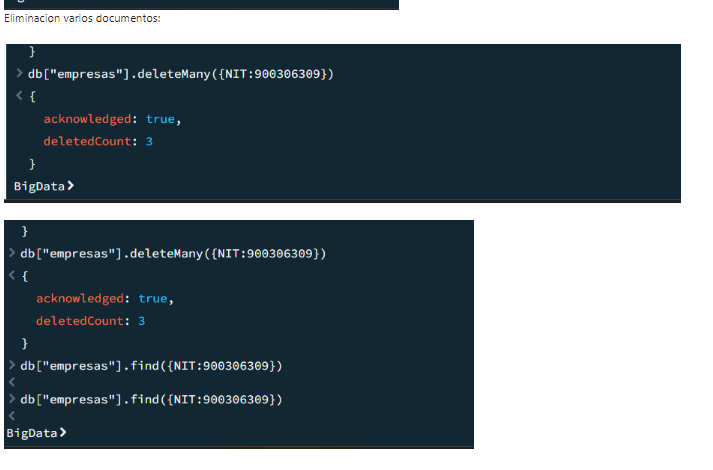 Eliminacion varios documentos:
}
> db["empresas"].deleteMany({NIT:900306309})
< {
acknowledged: true,
deletedCount: 3
}
BigData>
}
> db["empresas"].deleteMany({NIT:900306309})
< {
acknowledged: true,
deletedCount: 3
}
> db["empresas"].find({NIT:900306309})
<
> db["empresas"].find({NIT:900306309})
<
BigData>